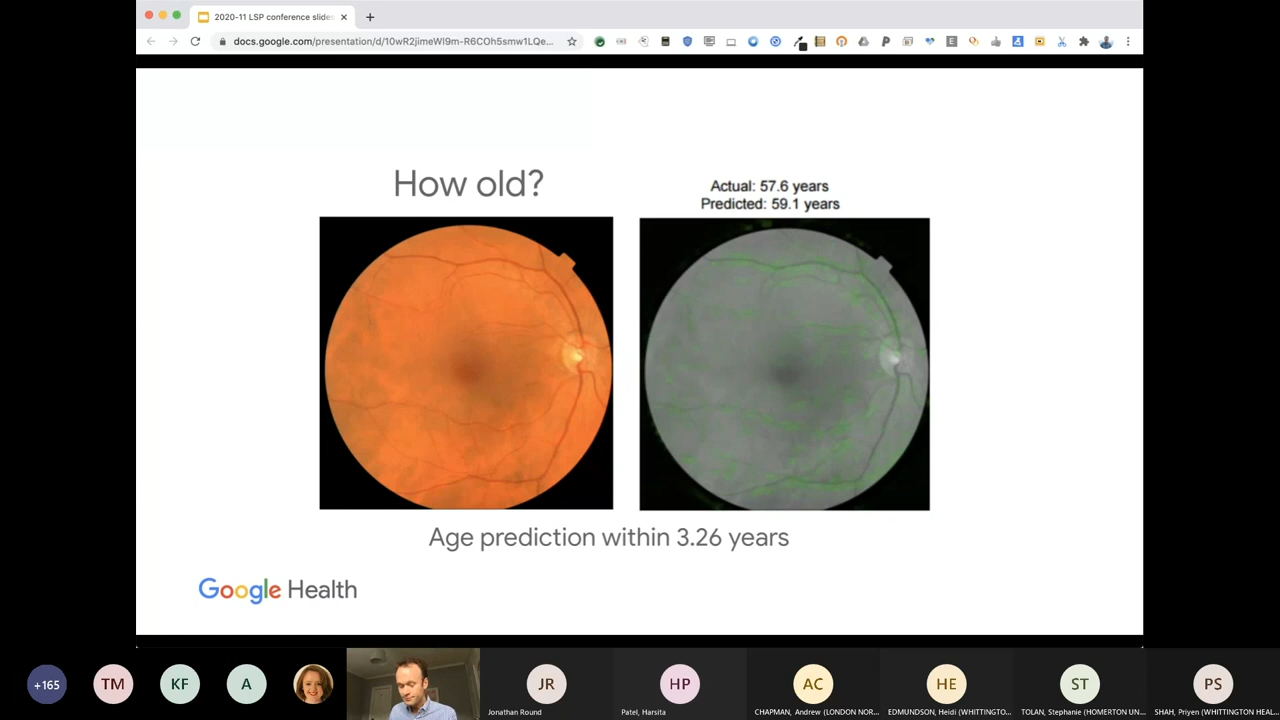 2020-11 LSP conference slides
docs.google.com/presentation/d/10wR2jimeWl9m-R6COh5smw1LQe...
How old?
Actual: 57.6 years
Predicted: 59.1 years
Age prediction within 3.26 years
Google Health
+165
TM
KF
A
JR
HP
AC
HE
ST
PS
Jonathan Round
Patel, Harsita
CHAPMAN, Andrew (LONDON NOR...
EDMUNDSON, Heidi (WHITTINGTO...
TOLAN, Stephanie (HOMERTON UN...
SHAH, Priyen (WHITTINGTON HEAL...